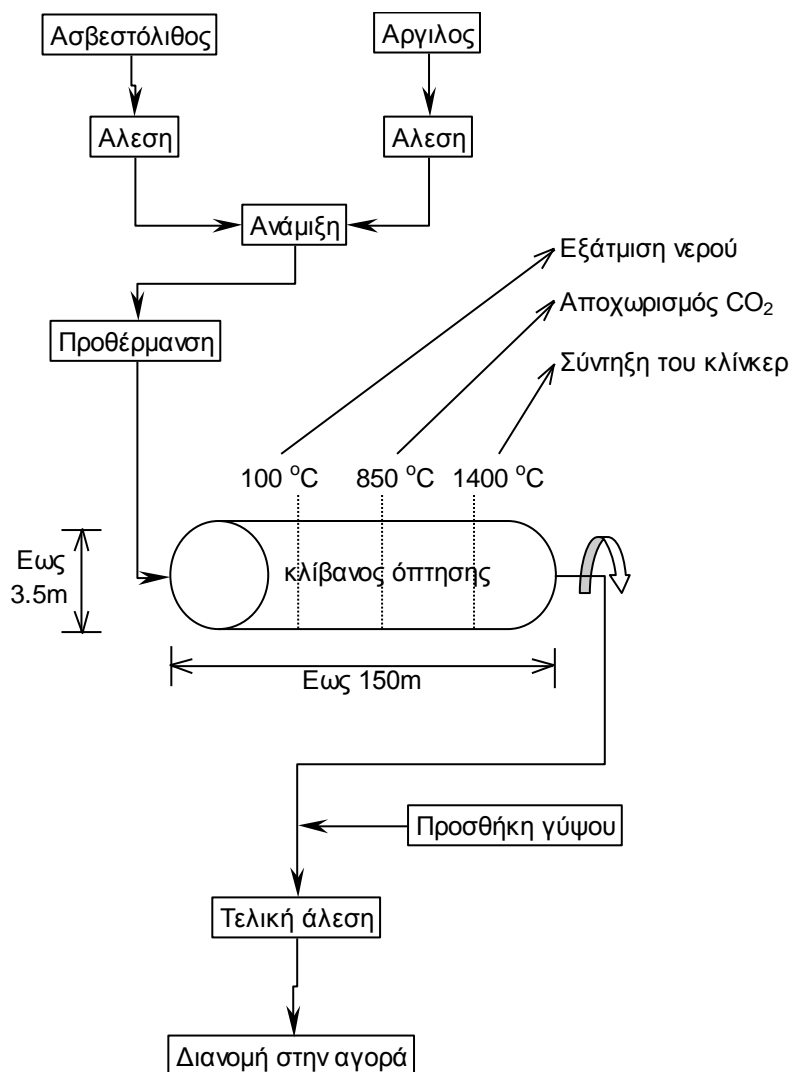 Ασβεστόλιθος
Αργιλος
Αλεση
Αλεση
Ανάμιξη
Εξάτμιση νερού
Αποχωρισμός CO₂
Προθέρμανση
Σύντηξη του κλίνκερ
100 °C
850 °C
1400 °C
Εως
3.5m
κλίβανος όπτησης
Εως 150m
Προσθήκη γύψου
Τελική άλεση
Διανομή στην αγορά